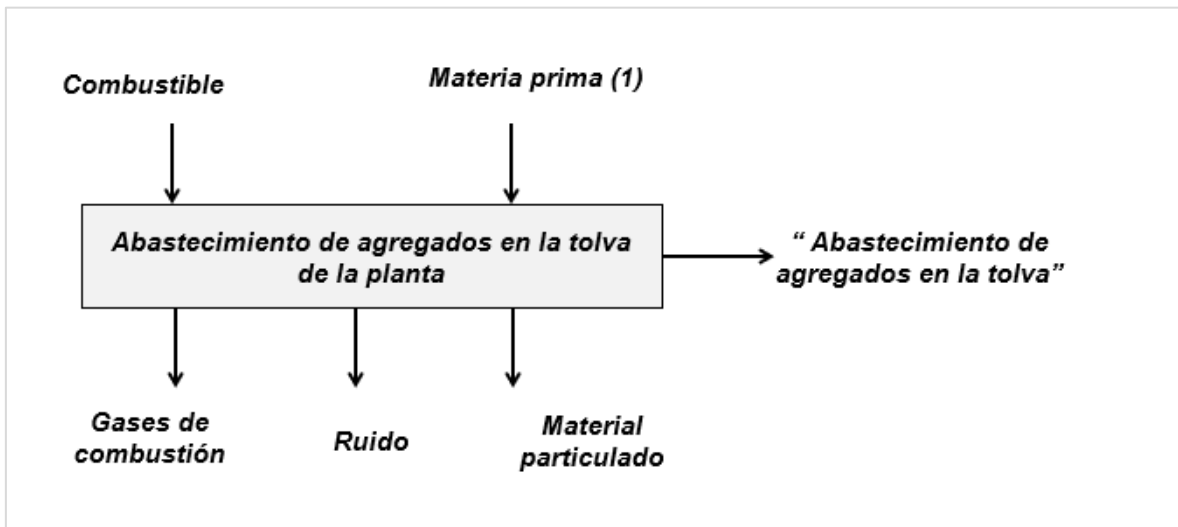 Combustible
Materia prima (1)
Abastecimiento de agregados en la tolva
de la planta
“ Abastecimiento de
agregados en la tolva”
Gases de
combustión
Ruido
Material
particulado